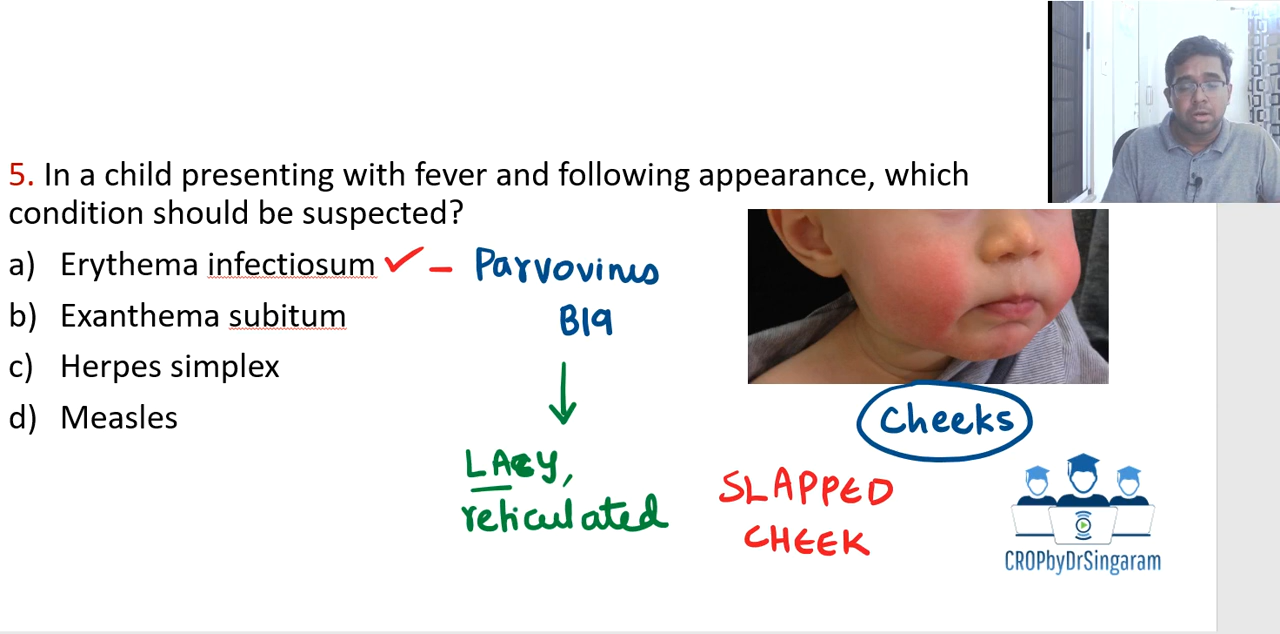 5. In a child presenting with fever and following appearance, which
condition should be suspected?
a) Erythema infectiosum ✓ – Parvovirus
B19
b) Exanthema subitum
c) Herpes simplex
d) Measles
Cheeks
LACY,
reticulated
SLAPPED
CHEEK
CROPbyDrSingaram